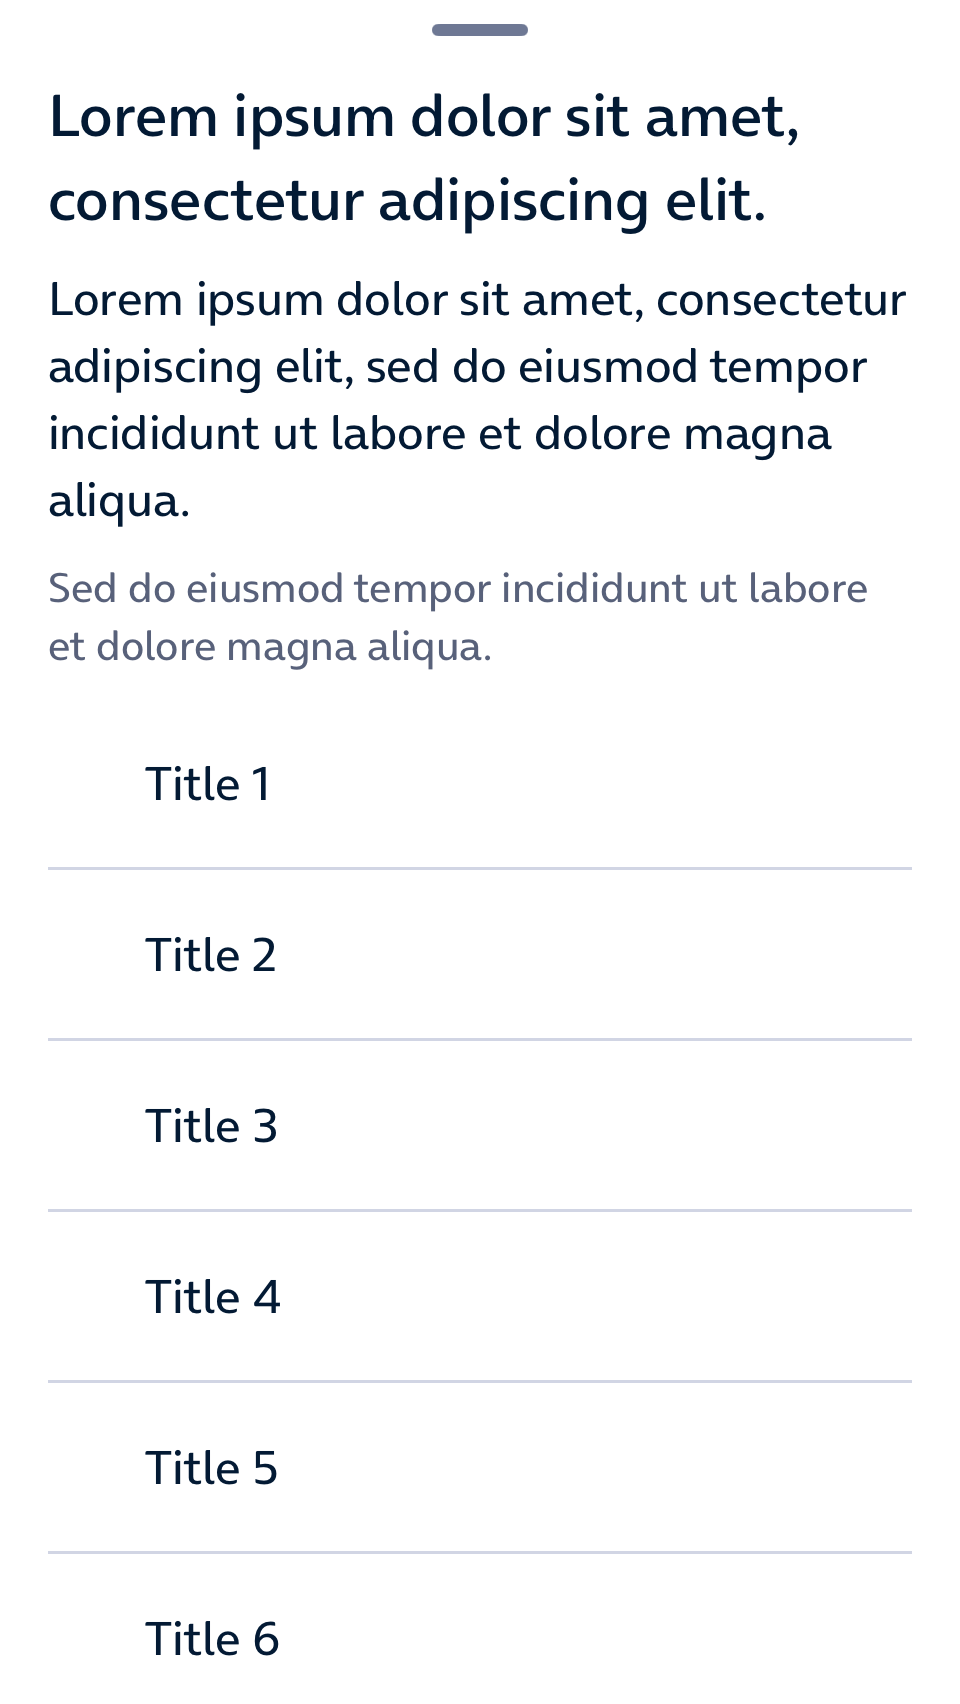 Lorem ipsum dolor sit amet,
consectetur adipiscing elit.
Lorem ipsum dolor sit amet, consectetur
adipiscing elit, sed do eiusmod tempor
incididunt ut labore et dolore magna
aliqua.
Sed do eiusmod tempor incididunt ut labore
et dolore magna aliqua.
Title 1
Title 2
Title 3
Title 4
Title 5
Title 6